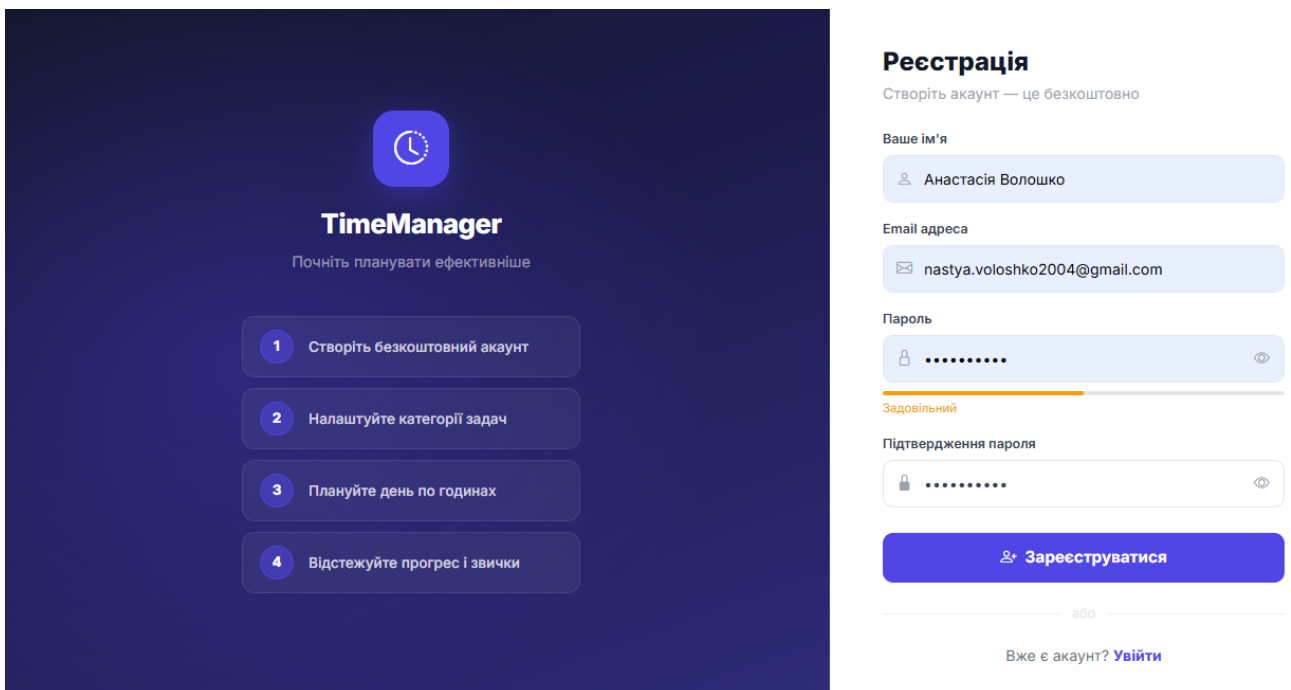 TimeManager
Почніть планувати ефективніше
1 Створіть безкоштовний акаунт
2 Налаштуйте категорії задач
3 Плануйте день по годинах
4 Відстежуйте прогрес і звички
Реєстрація
Створіть акаунт — це безкоштовно
Ваше ім'я
Анастасія Волошко
Email адреса
nastya.voloshko2004@gmail.com
Пароль
••••••••••
Задовільний
Підтвердження пароля
••••••••••
Зареєструватися
або
Вже є акаунт? Увійти